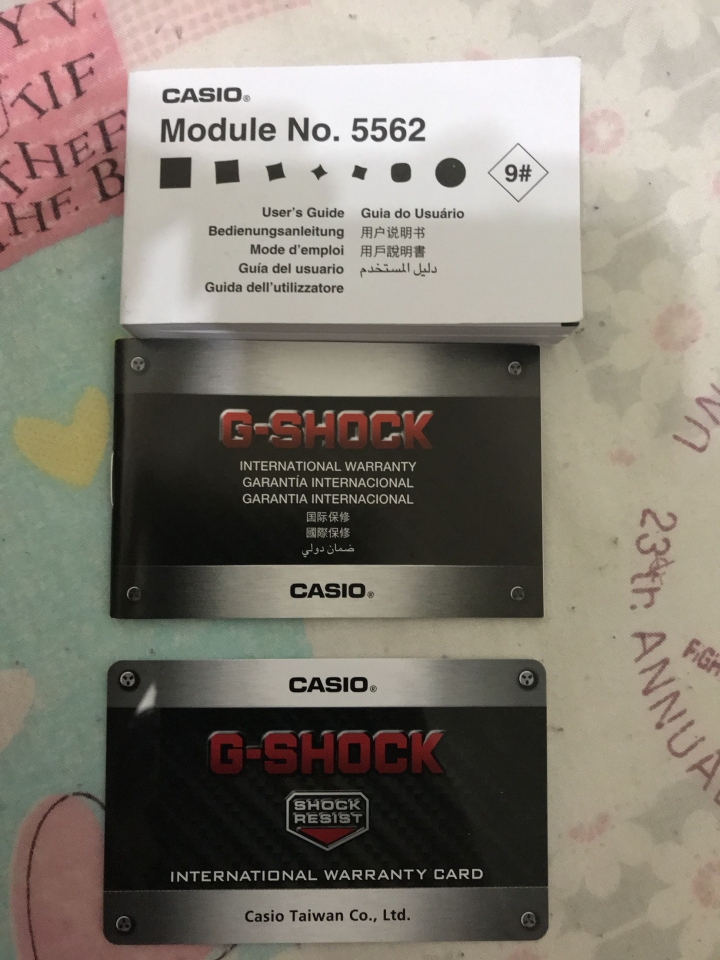 CASIO®
Module No. 5562
9#
User's Guide
Bedienungsanleitung
Mode d'emploi
Guía del usuario
Guida dell'utilizzatore
Guia do Usuário
用户说明书
用戶說明書
دليل المستخدم
G-SHOCK
INTERNATIONAL WARRANTY
GARANTÍA INTERNACIONAL
GARANTIA INTERNACIONAL
国际保修
國際保修
ضمان دولي
CASIO®
CASIO®
G-SHOCK
SHOCK
RESIST
INTERNATIONAL WARRANTY CARD
Casio Taiwan Co., Ltd.
23th ANNUA